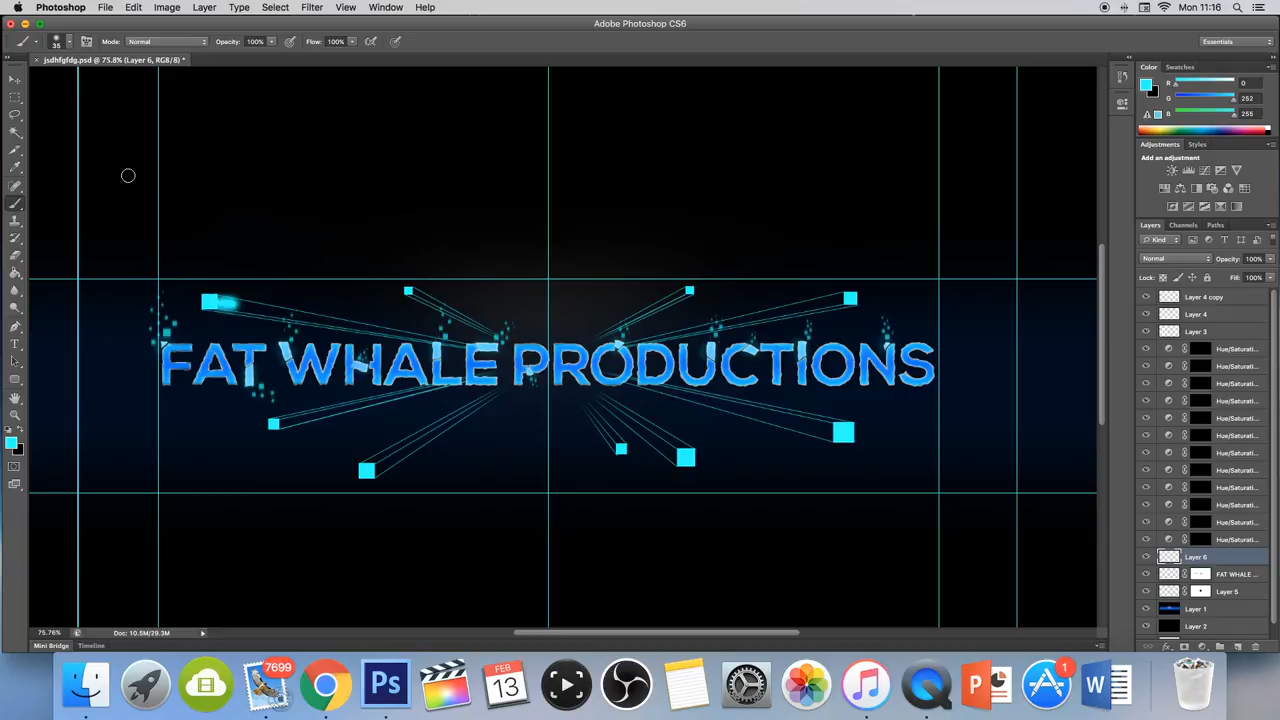 Photoshop File Edit Image Layer Type Select Filter View Window Help Mon 11:16
Adobe Photoshop CS6
35 Mode: Normal Opacity: 100% Flow: 100% Essentials
jsdhfgfdg.psd @ 75.8% (Layer 6, RGB/8) *
Color Swatches
R 0
G 252
B 255
Adjustments Styles
Add an adjustment
Layers Channels Paths
Kind
Normal Opacity: 100%
Lock: Fill: 100%
Layer 4 copy
Layer 4
Layer 3
Hue/Saturati...
Hue/Saturati...
Hue/Saturati...
Hue/Saturati...
Hue/Saturati...
Hue/Saturati...
Hue/Saturati...
Hue/Saturati...
Hue/Saturati...
Hue/Saturati...
Hue/Saturati...
Hue/Saturati...
Layer 6
FAT WHALE ...
Layer 5
Layer 1
Layer 2
FAT WHALE PRODUCTIONS
75.76% Doc: 10.5M/29.3M
Mini Bridge Timeline
7699
Ps
FEB
13
P
1
W